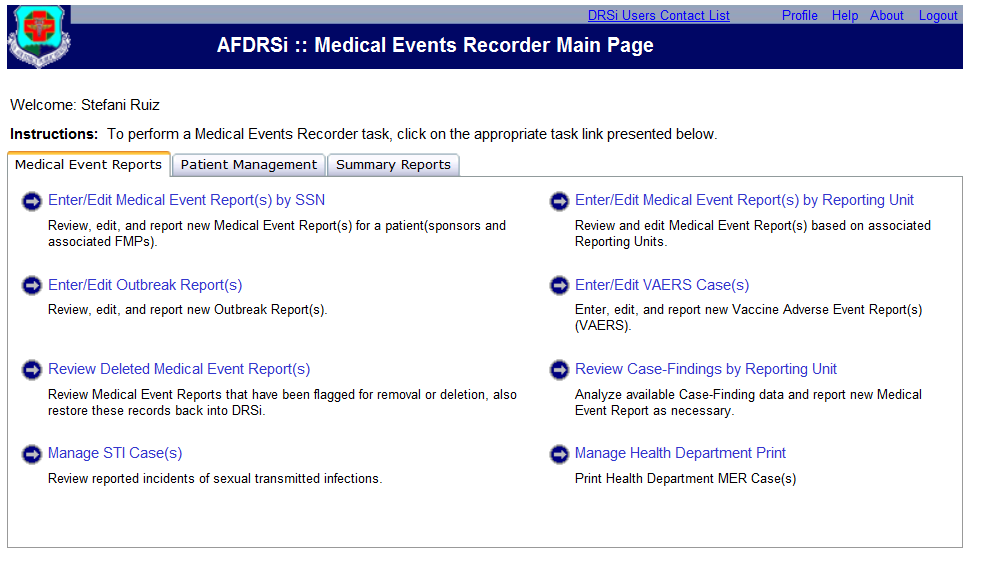 DRSi Users Contact List Profile Help About Logout
AFDRSi :: Medical Events Recorder Main Page
Welcome: Stefani Ruiz
Instructions: To perform a Medical Events Recorder task, click on the appropriate task link presented below.
Medical Event Reports Patient Management Summary Reports
Enter/Edit Medical Event Report(s) by SSN
Review, edit, and report new Medical Event Report(s) for a patient(sponsors and
associated FMPs).
Enter/Edit Medical Event Report(s) by Reporting Unit
Review and edit Medical Event Report(s) based on associated
Reporting Units.
Enter/Edit Outbreak Report(s)
Review, edit, and report new Outbreak Report(s).
Enter/Edit VAERS Case(s)
Enter, edit, and report new Vaccine Adverse Event Report(s)
(VAERS).
Review Deleted Medical Event Report(s)
Review Medical Event Reports that have been flagged for removal or deletion, also
restore these records back into DRSi.
Review Case-Findings by Reporting Unit
Analyze available Case-Finding data and report new Medical
Event Report as necessary.
Manage STI Case(s)
Review reported incidents of sexual transmitted infections.
Manage Health Department Print
Print Health Department MER Case(s)